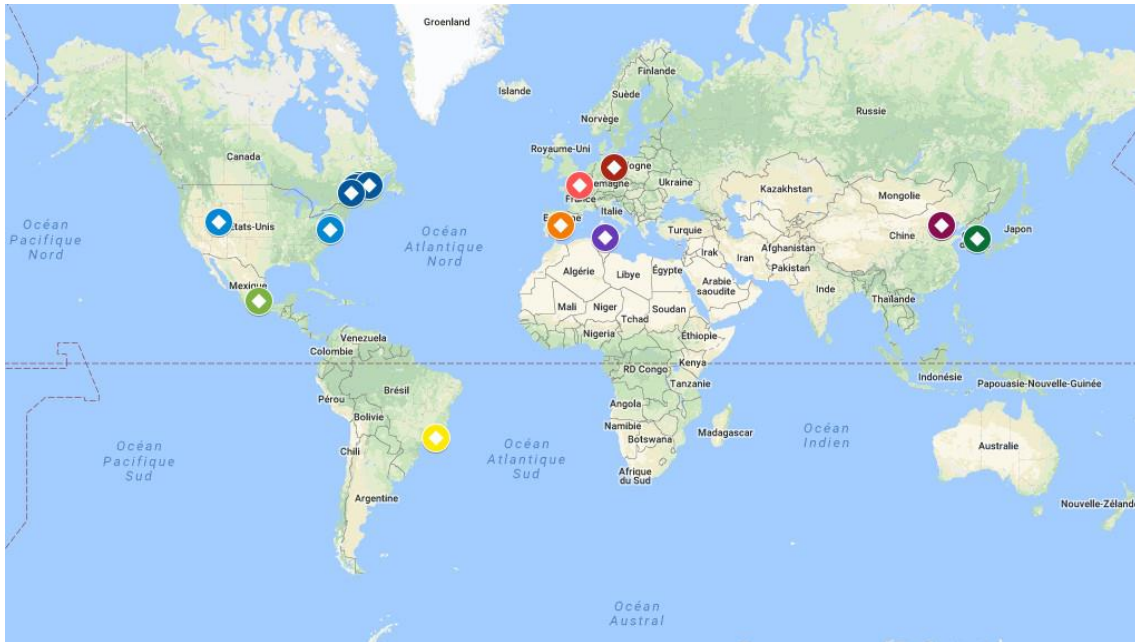 Groenland
Islande
Finlande
Suède
Norvège
Russie
Royaume-Uni
ogne
Ukraine
Kazakhstan
Mongolie
Canada
États-Unis
Italie
Turquie
Chine
Japon
Océan
Pacifique
Nord
Océan
Atlantique
Nord
Irak
Iran
Afghanistan
Pakistan
Algérie
Libye
Égypte
Arabie
saoudite
Inde
Mexique
Mali
Niger
Tchad
Soudan
Thaïlande
Nigeria
Éthiopie
Venezuela
Colombie
RD Congo
Kenya
Tanzanie
Indonésie
Papouasie-Nouvelle-Guinée
Pérou
Brésil
Bolivie
Angola
Namibie
Botswana
Madagascar
Océan
Indien
Australie
Océan
Pacifique
Sud
Chili
Océan
Atlantique
Sud
Afrique
du Sud
Argentine
Nouvelle-Zéland
Océan
Austral